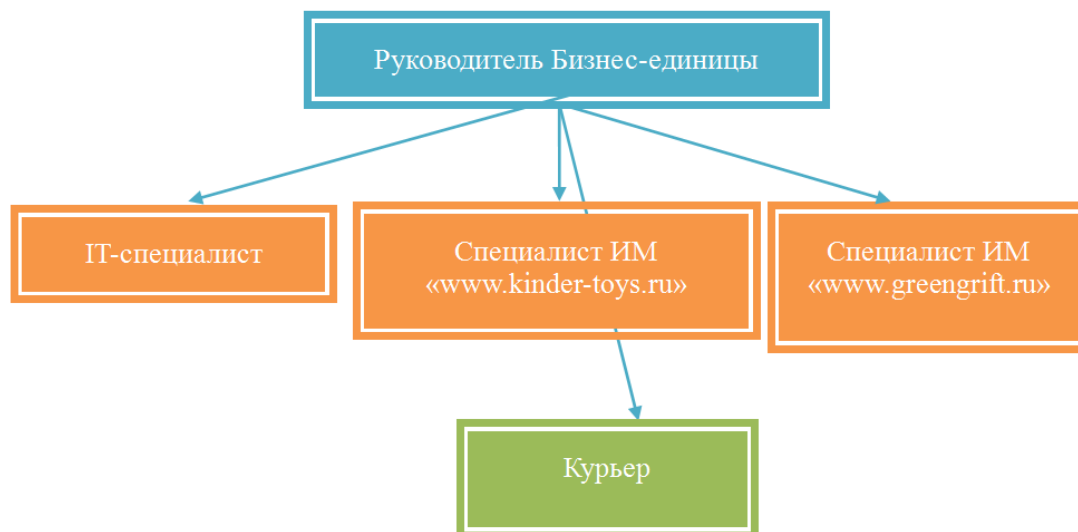 Руководитель Бизнес-единицы
IT-специалист
Специалист ИМ
«www.kinder-toys.ru»
Специалист ИМ
«www.greengrift.ru»
Курьер